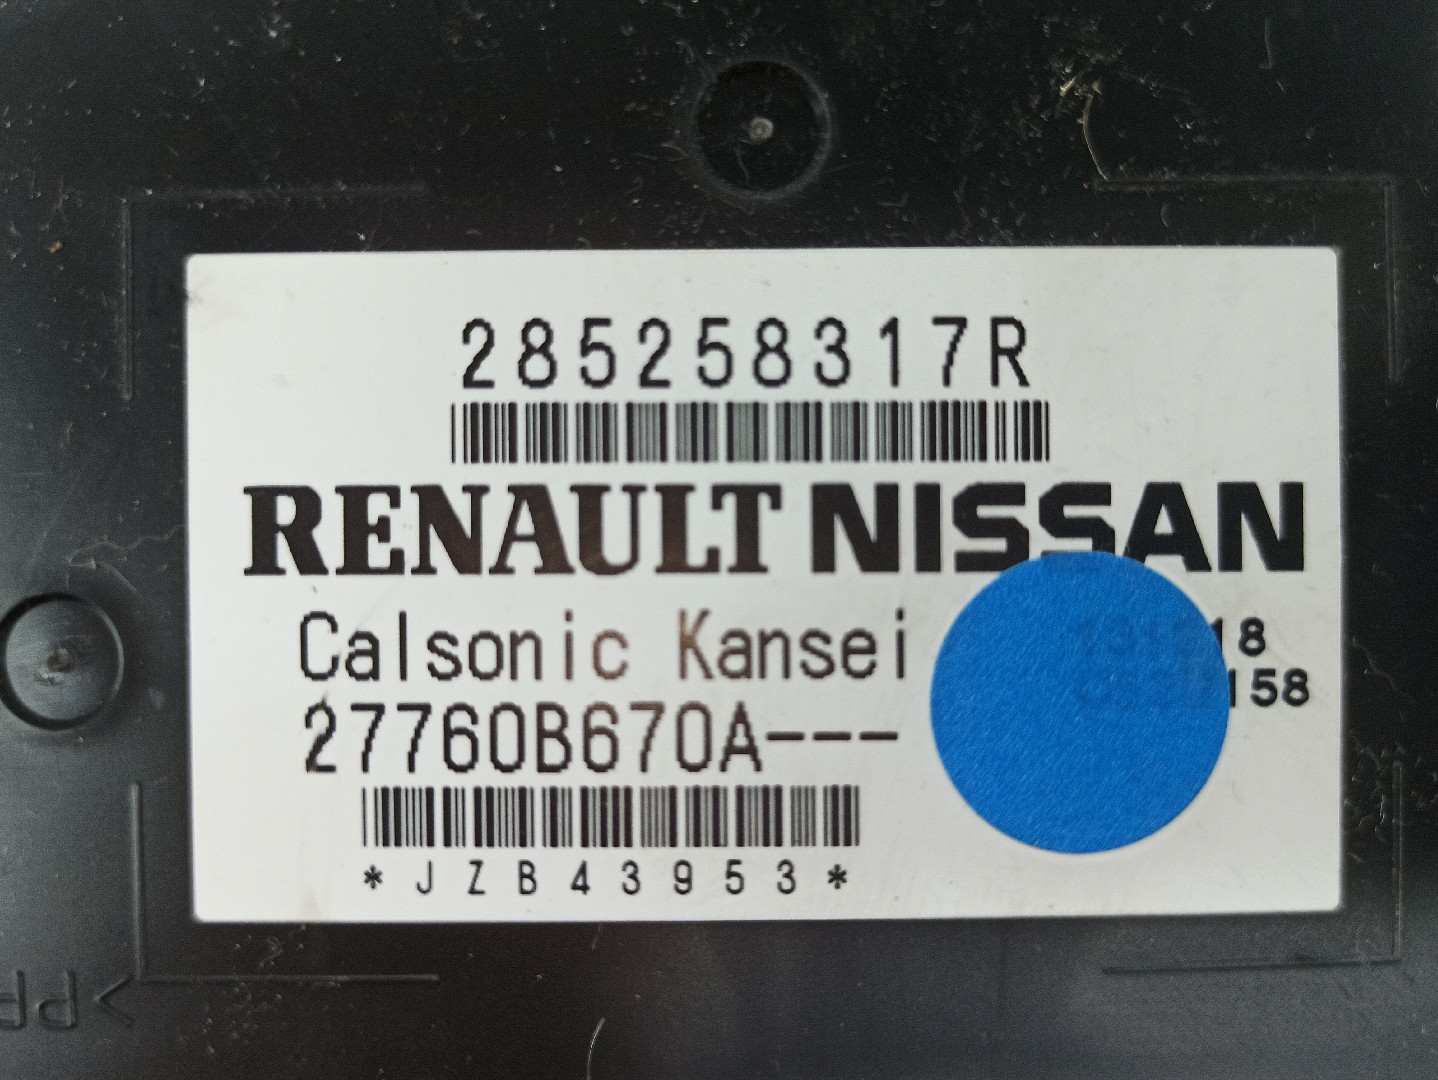 285258317R
RENAULT NISSAN
Calsonic Kansei
27760B670A---
*JZB43953*